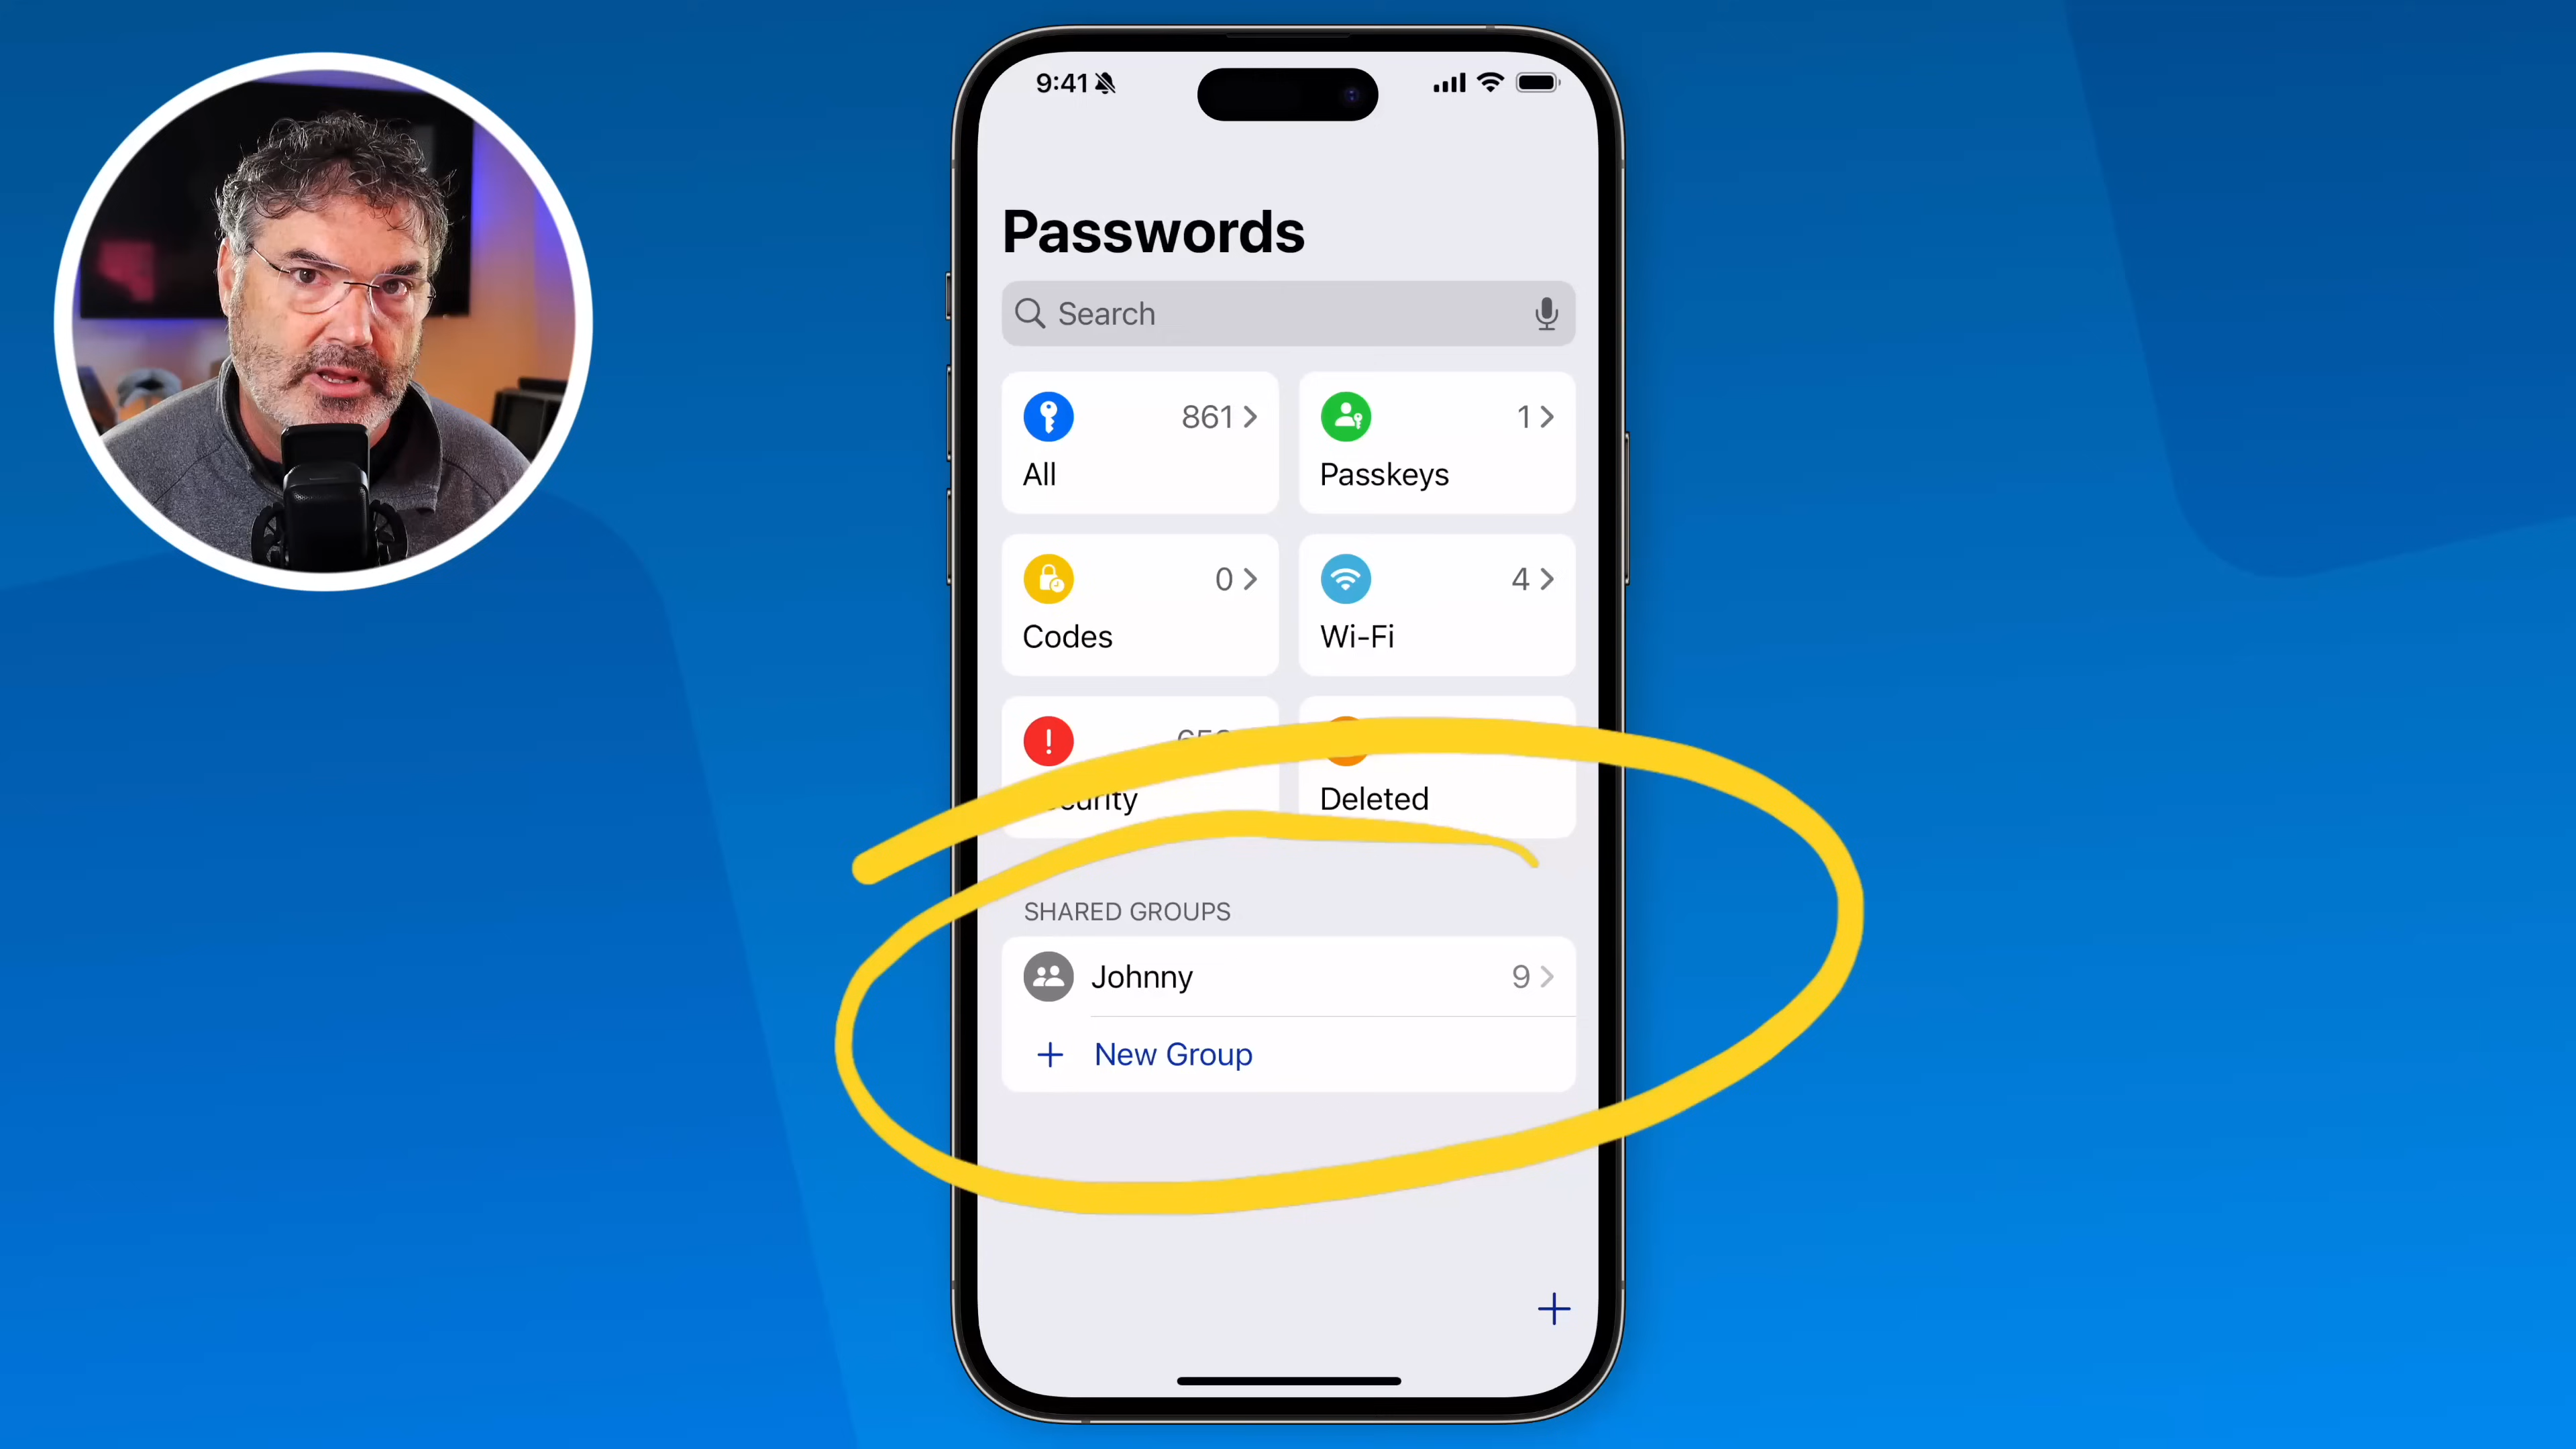 9:41
Passwords
Search
861
All
1
Passkeys
0
Codes
4
Wi-Fi
Deleted
SHARED GROUPS
Johnny 9
+ New Group
+